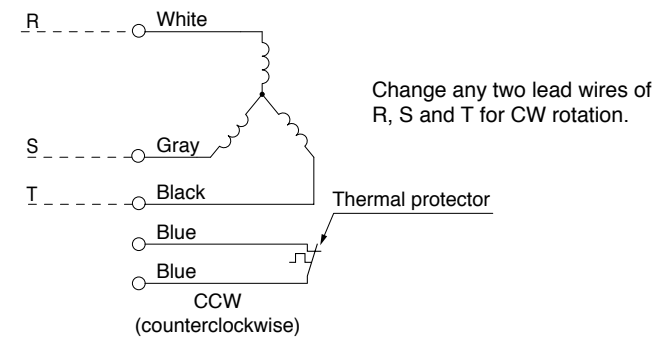 R White
Change any two lead wires of
R, S and T for CW rotation.
S Gray
T Black
Thermal protector
Blue
Blue
CCW
(counterclockwise)